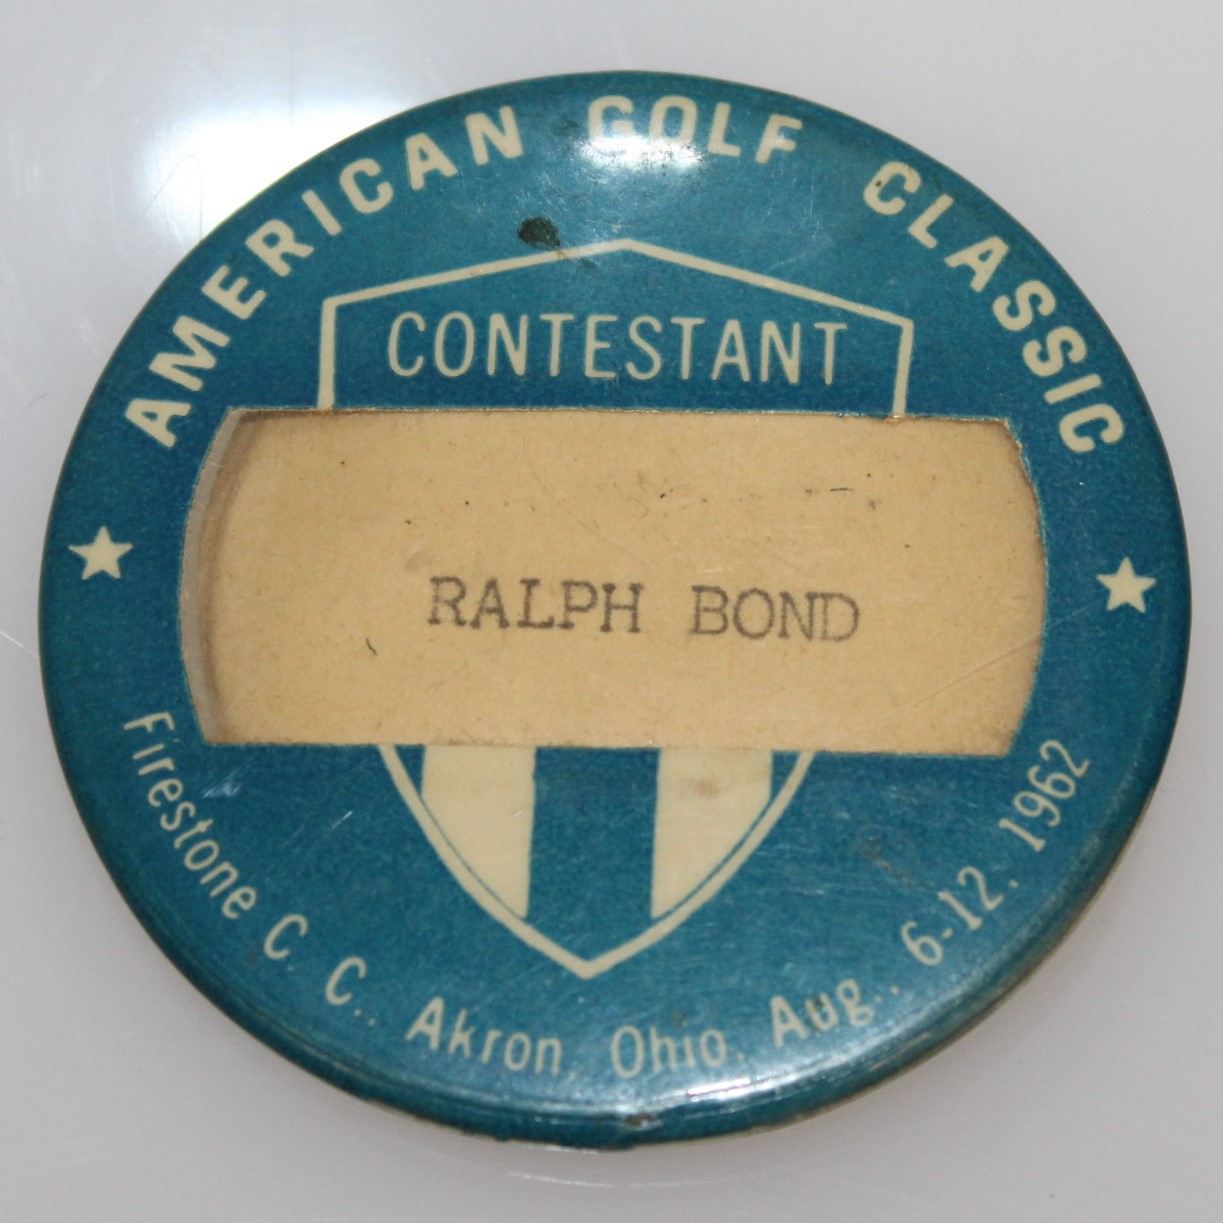 AMERICAN GOLF CLASSIC
CONTESTANT
RALPH BOND
Firestone C. C., Akron, Ohio, Aug., 6-12, 1962